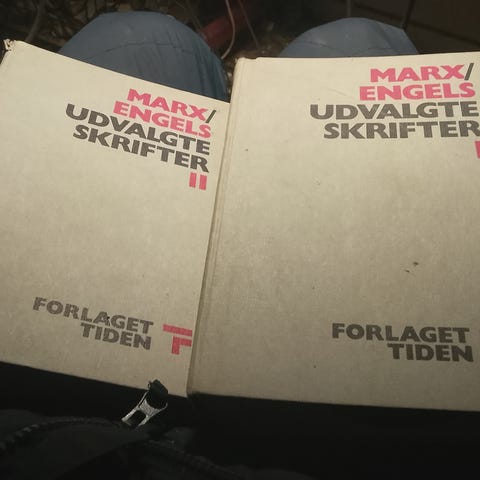 MARX/
ENGELS
UDVALGTE
SKRIFTER
II
FORLAGET
TIDEN
MARX/
ENGELS
UDVALGTE
SKRIFTER
FORLAGET
TIDEN